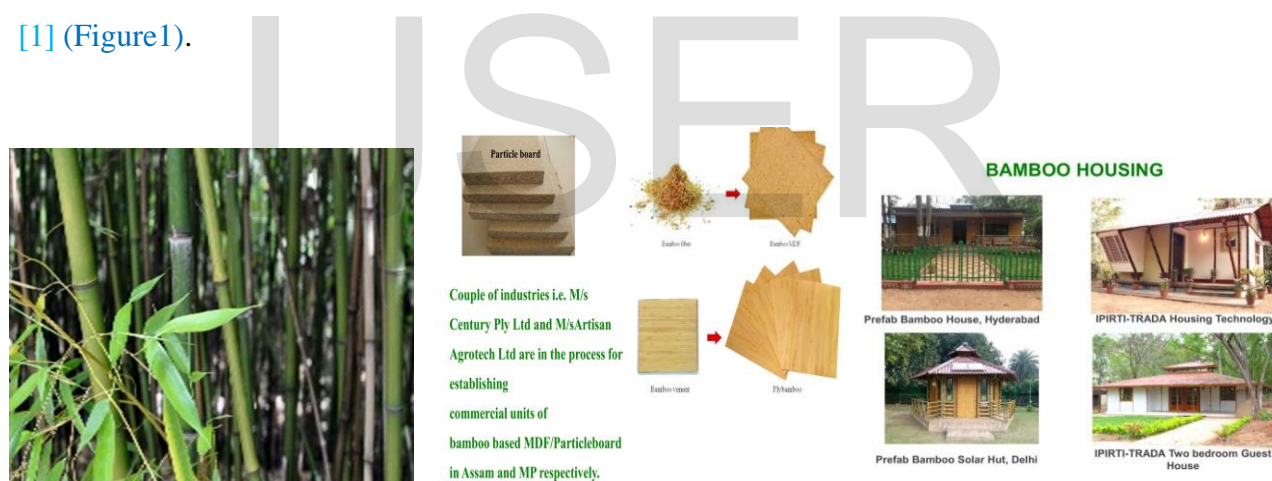 [1] (Figure1).
IJSER
Particle board
Bamboo fiber
Bamboo MDF
Couple of industries i.e. M/s
Century Ply Ltd and M/sArtisan
Agrotech Ltd are in the process for
establishing
commercial units of
bamboo based MDF/Particleboard
in Assam and MP respectively.
Bamboo veneer
Plybamboo
BAMBOO HOUSING
Prefab Bamboo House, Hyderabad
IPIRTI-TRADA Housing Technology
Prefab Bamboo Solar Hut, Delhi
IPIRTI-TRADA Two bedroom Guest
House